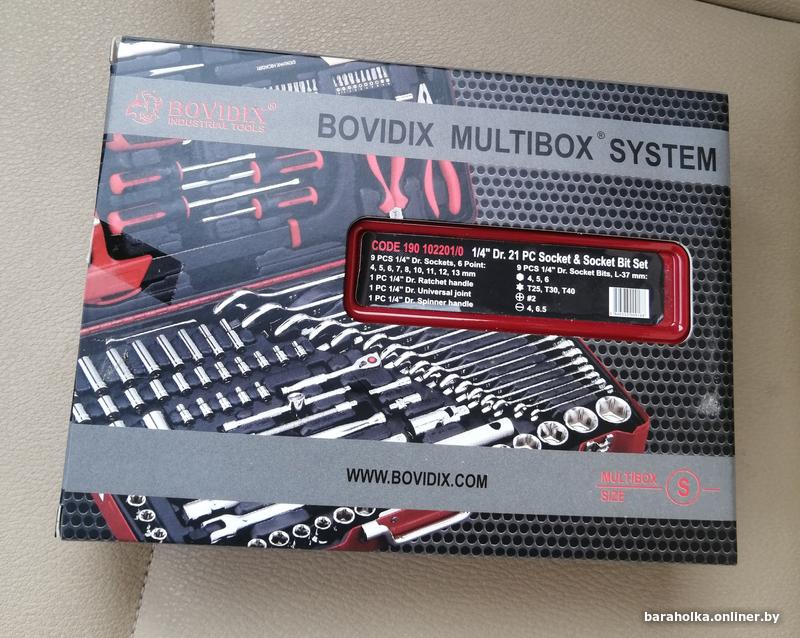 BOVIDIX®
INDUSTRIAL TOOLS
BOVIDIX MULTIBOX® SYSTEM
CODE 190 102201/0 1/4" Dr. 21 PC Socket & Socket Bit Set
9 PCS 1/4" Dr. Sockets, 6 Point:
4, 5, 6, 7, 8, 10, 11, 12, 13 mm
1 PC 1/4" Dr. Ratchet handle
1 PC 1/4" Dr. Universal joint
1 PC 1/4" Dr. Spinner handle
9 PCS 1/4" Dr. Socket Bits, L-37 mm:
4, 5, 6
T25, T30, T40
#2
4, 6.5
WWW.BOVIDIX.COM
MULTIBOX
SIZE
S
baraholka.onliner.by